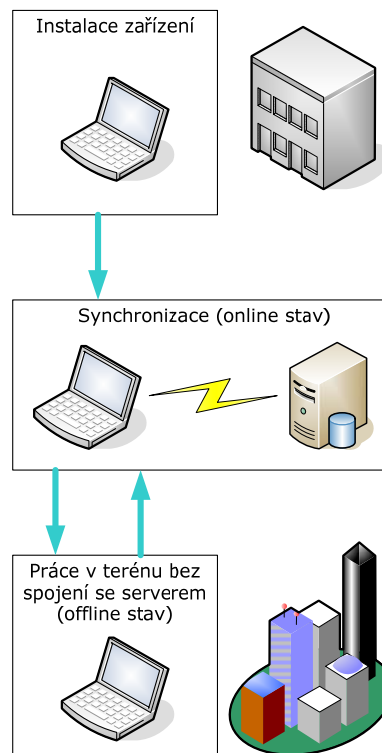 Instalace zařízení
Synchronizace (online stav)
Práce v terénu bez
spojení se serverem
(offline stav)